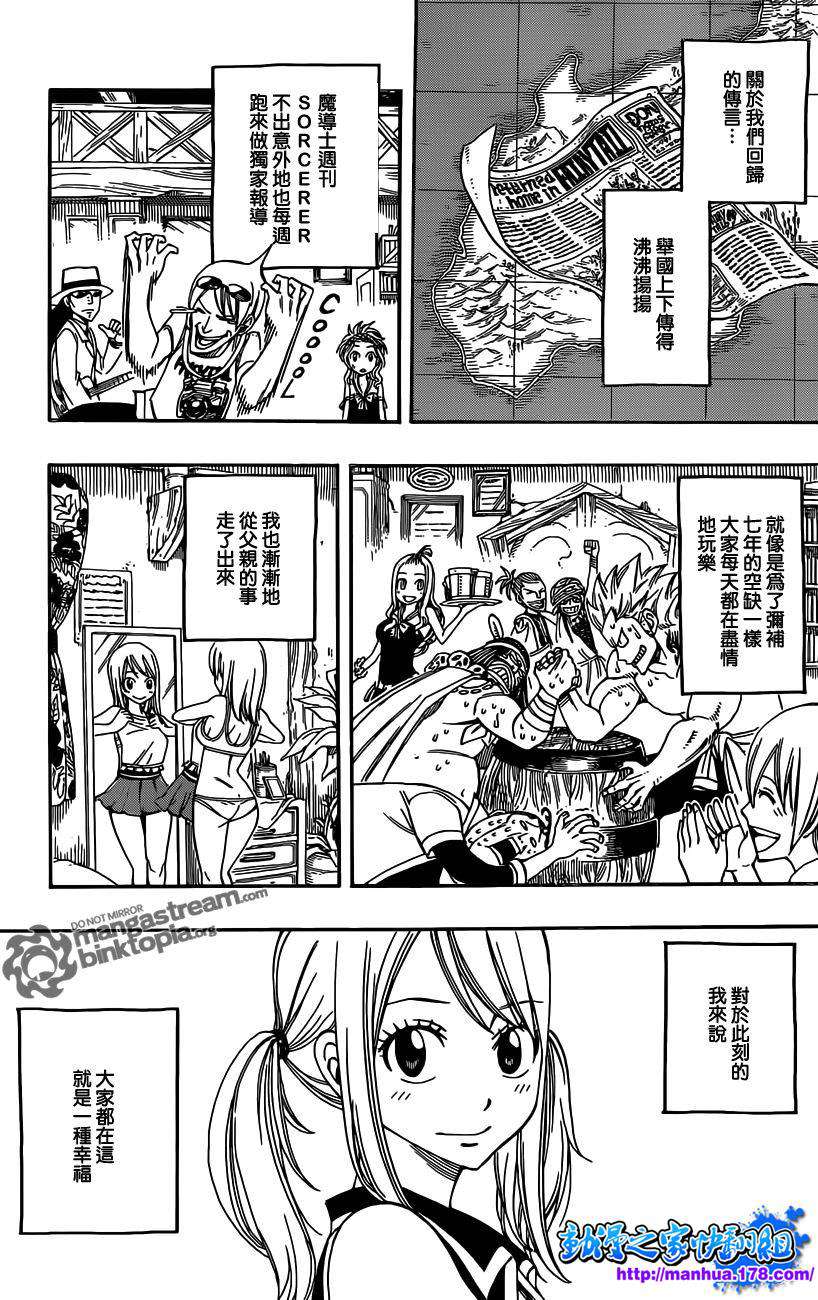 關於我們回歸
的傳言…
GON
returned
home in
FAIRY TAIL
舉國上下傳得
沸沸揚揚
魔導士週刊
SORCERER
不出意外地也每週
跑來做獨家報導
COOOOL
就像是為了彌補
七年的空缺一樣
大家每天都在盡情
地玩樂
我也漸漸地
從父親的事
走了出來
對於此刻的
我來說
大家都在這
就是一種幸福
DO NOT MIRROR
mangastream.com
binktopia.org
動漫之家快翻組
http://manhua.178.com/